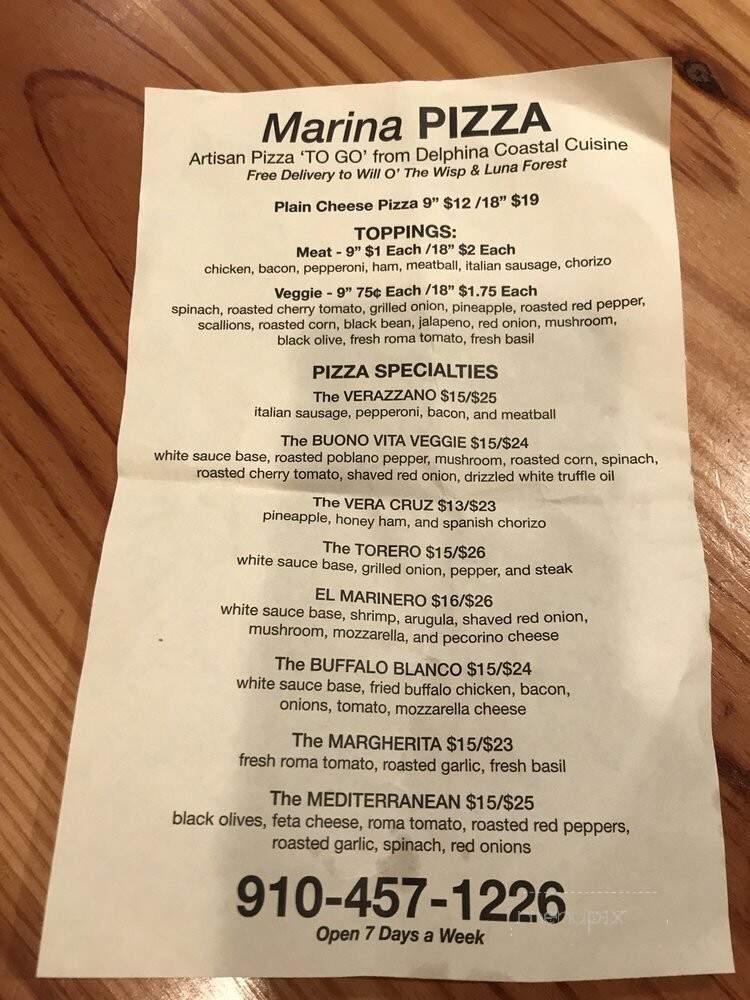 Marina PIZZA
Artisan Pizza 'TO GO' from Delphina Coastal Cuisine
Free Delivery to Will O' The Wisp & Luna Forest
Plain Cheese Pizza 9" $12 /18" $19
TOPPINGS:
Meat - 9" $1 Each /18" $2 Each
chicken, bacon, pepperoni, ham, meatball, italian sausage, chorizo
Veggie - 9" 75¢ Each /18" $1.75 Each
spinach, roasted cherry tomato, grilled onion, pineapple, roasted red pepper,
scallions, roasted corn, black bean, jalapeno, red onion, mushroom,
black olive, fresh roma tomato, fresh basil
PIZZA SPECIALTIES
The VERAZZANO $15/$25
italian sausage, pepperoni, bacon, and meatball
The BUONO VITA VEGGIE $15/$24
white sauce base, roasted poblano pepper, mushroom, roasted corn, spinach,
roasted cherry tomato, shaved red onion, drizzled white truffle oil
The VERA CRUZ $13/$23
pineapple, honey ham, and spanish chorizo
The TORERO $15/$26
white sauce base, grilled onion, pepper, and steak
EL MARINERO $16/$26
white sauce base, shrimp, arugula, shaved red onion,
mushroom, mozzarella, and pecorino cheese
The BUFFALO BLANCO $15/$24
white sauce base, fried buffalo chicken, bacon,
onions, tomato, mozzarella cheese
The MARGHERITA $15/$23
fresh roma tomato, roasted garlic, fresh basil
The MEDITERRANEAN $15/$25
black olives, feta cheese, roma tomato, roasted red peppers,
roasted garlic, spinach, red onions
910-457-1226
menupix
Open 7 Days a Week